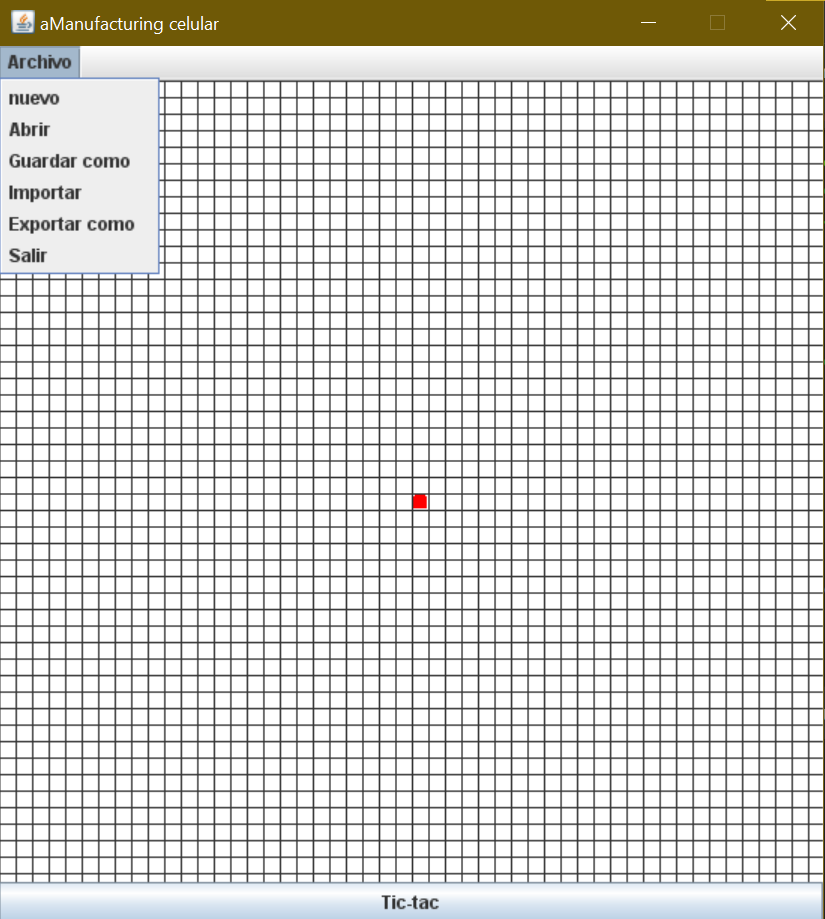 aManufacturing celular
Archivo
nuevo
Abrir
Guardar como
Importar
Exportar como
Salir
Tic-tac